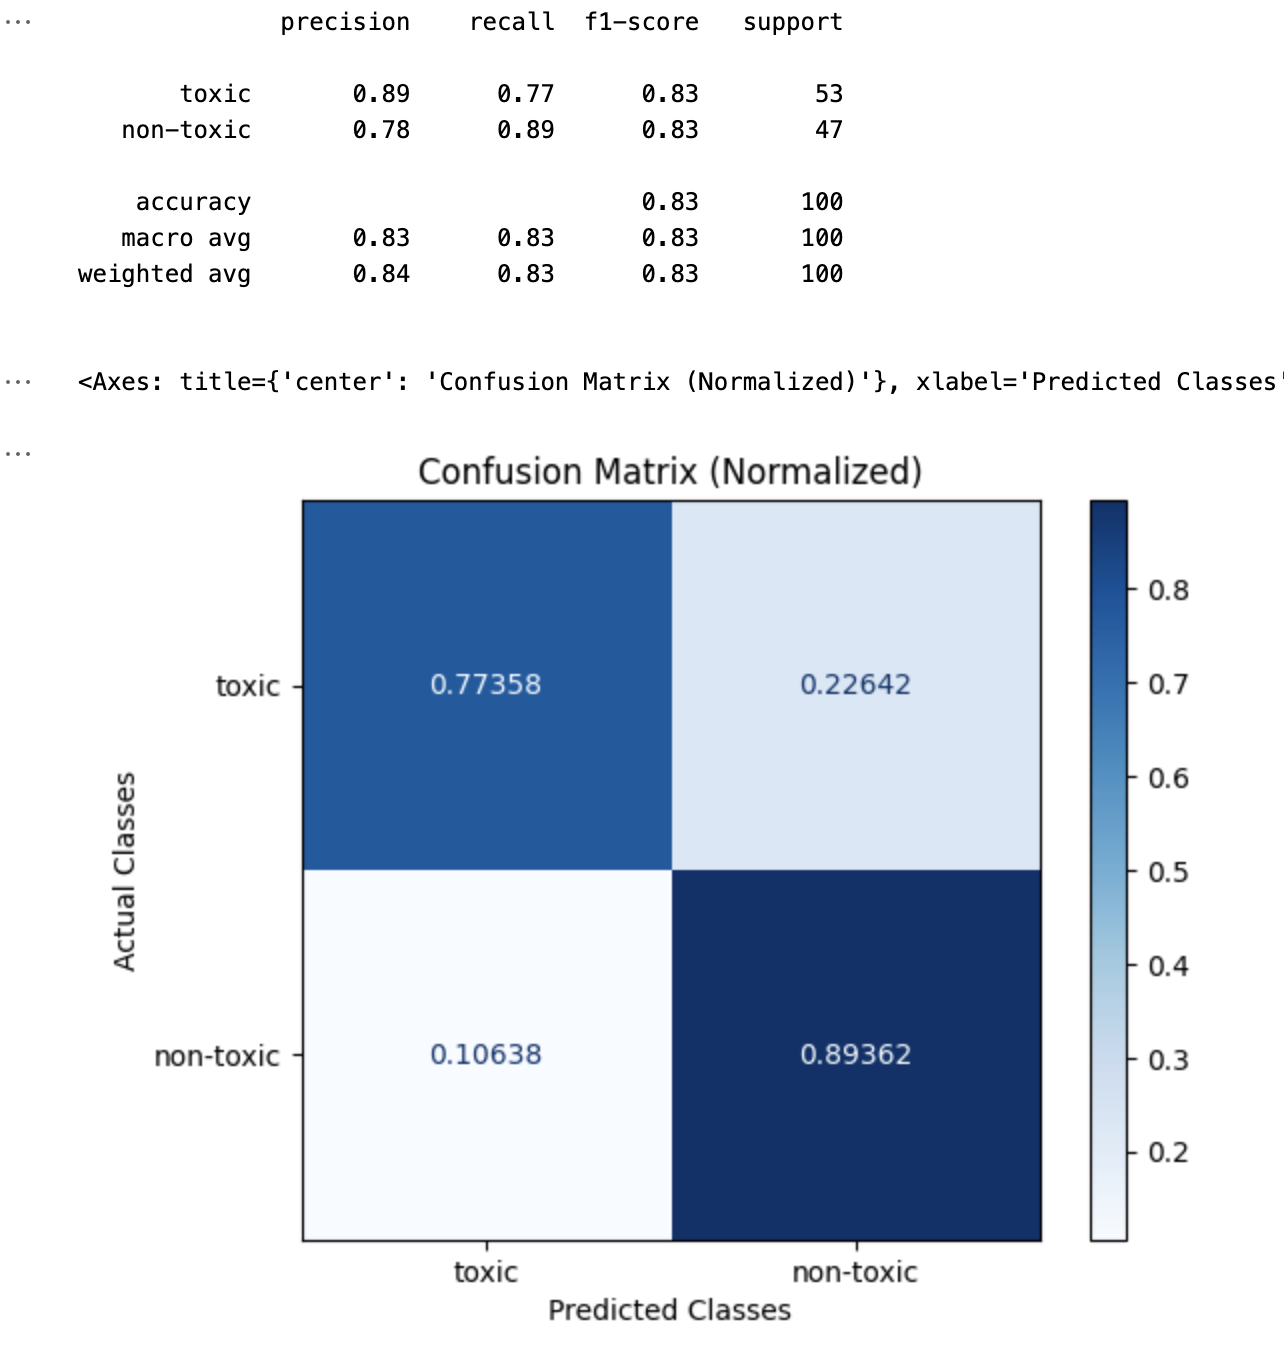 precision recall f1-score support
toxic 0.89 0.77 0.83 53
non-toxic 0.78 0.89 0.83 47
accuracy 0.83 100
macro avg 0.83 0.83 0.83 100
weighted avg 0.84 0.83 0.83 100
<Axes: title={'center': 'Confusion Matrix (Normalized)'}, xlabel='Predicted Classes'
Confusion Matrix (Normalized)
toxic 0.77358 0.22642
non-toxic 0.10638 0.89362
Actual Classes
toxic non-toxic
Predicted Classes
0.8
0.7
0.6
0.5
0.4
0.3
0.2